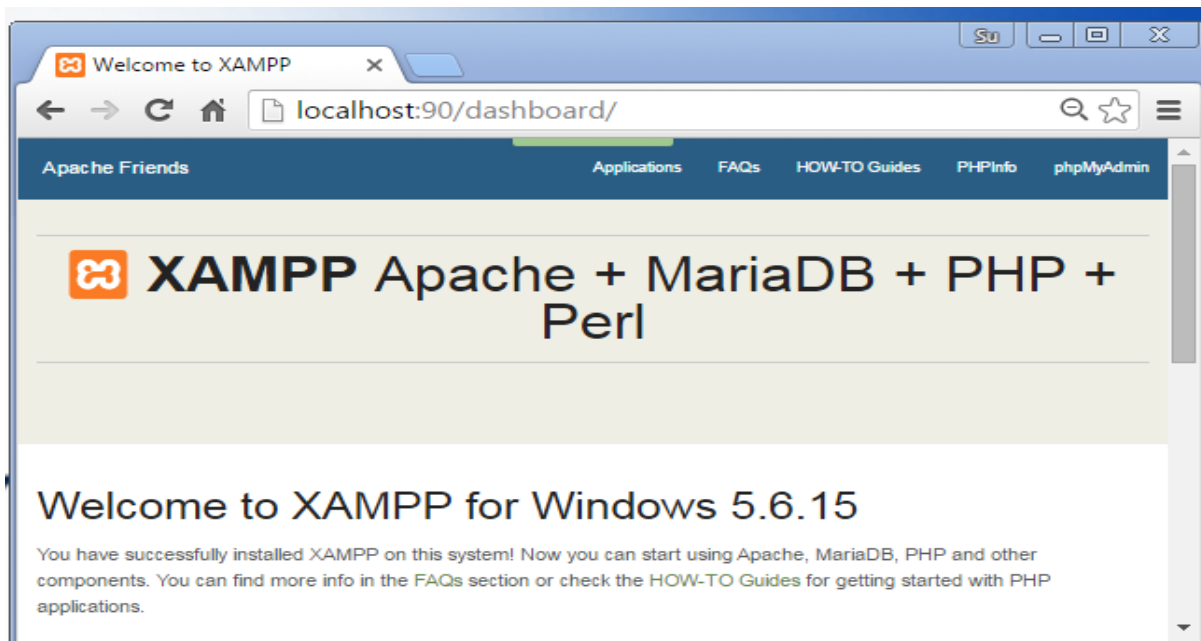 Su
Welcome to XAMPP
localhost:90/dashboard/
Apache Friends Applications FAQs HOW-TO Guides PHPInfo phpMyAdmin
XAMPP Apache + MariaDB + PHP +
Perl
Welcome to XAMPP for Windows 5.6.15
You have successfully installed XAMPP on this system! Now you can start using Apache, MariaDB, PHP and other
components. You can find more info in the FAQs section or check the HOW-TO Guides for getting started with PHP
applications.